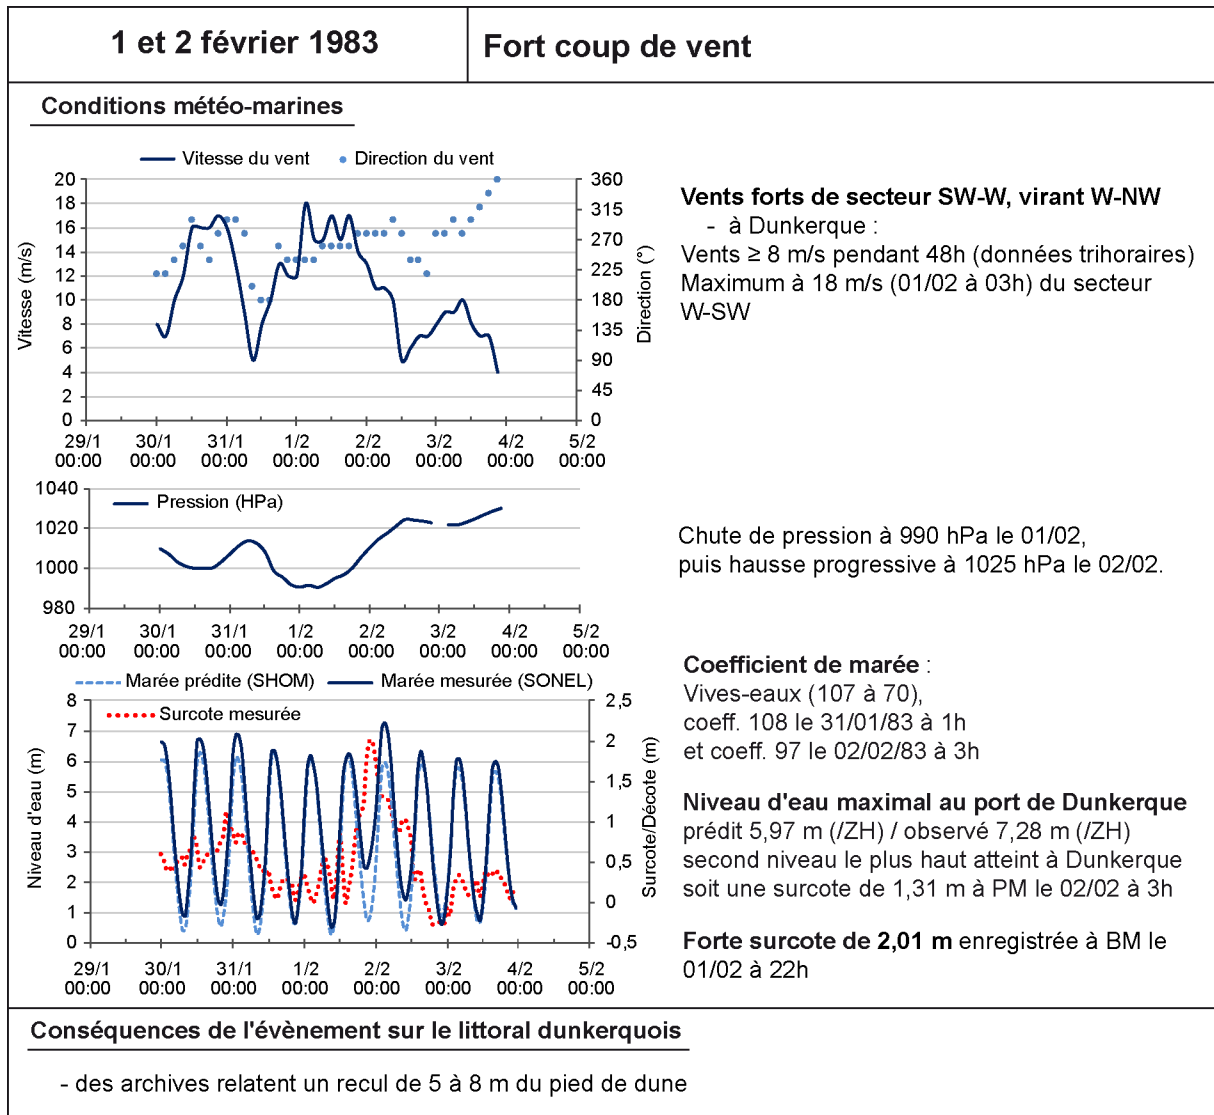 1 et 2 février 1983
Fort coup de vent
Conditions météo-marines
Vitesse du vent
Direction du vent
Vitesse (m/s)
20
18
16
14
12
10
8
6
4
2
0
360
315
270
225
180
135
90
45
0
Direction (°)
29/1 30/1 31/1 1/2 2/2 3/2 4/2 5/2
00:00 00:00 00:00 00:00 00:00 00:00 00:00 00:00
Vents forts de secteur SW-W, virant W-NW
- à Dunkerque :
Vents ≥ 8 m/s pendant 48h (données trihoraires)
Maximum à 18 m/s (01/02 à 03h) du secteur
W-SW
Pression (HPa)
1040
1020
1000
980
29/1 30/1 31/1 1/2 2/2 3/2 4/2 5/2
00:00 00:00 00:00 00:00 00:00 00:00 00:00 00:00
Chute de pression à 990 hPa le 01/02,
puis hausse progressive à 1025 hPa le 02/02.
Marée prédite (SHOM)
Marée mesurée (SONEL)
Surcote mesurée
Niveau d'eau (m)
8
7
6
5
4
3
2
1
0
2,5
2
1,5
1
0,5
0
-0,5
Surcote/Décote (m)
29/1 30/1 31/1 1/2 2/2 3/2 4/2 5/2
00:00 00:00 00:00 00:00 00:00 00:00 00:00 00:00
Coefficient de marée :
Vives-eaux (107 à 70),
coeff. 108 le 31/01/83 à 1h
et coeff. 97 le 02/02/83 à 3h
Niveau d'eau maximal au port de Dunkerque
prédit 5,97 m (/ZH) / observé 7,28 m (/ZH)
second niveau le plus haut atteint à Dunkerque
soit une surcote de 1,31 m à PM le 02/02 à 3h
Forte surcote de 2,01 m enregistrée à BM le
01/02 à 22h
Conséquences de l'évènement sur le littoral dunkerquois
- des archives relatent un recul de 5 à 8 m du pied de dune